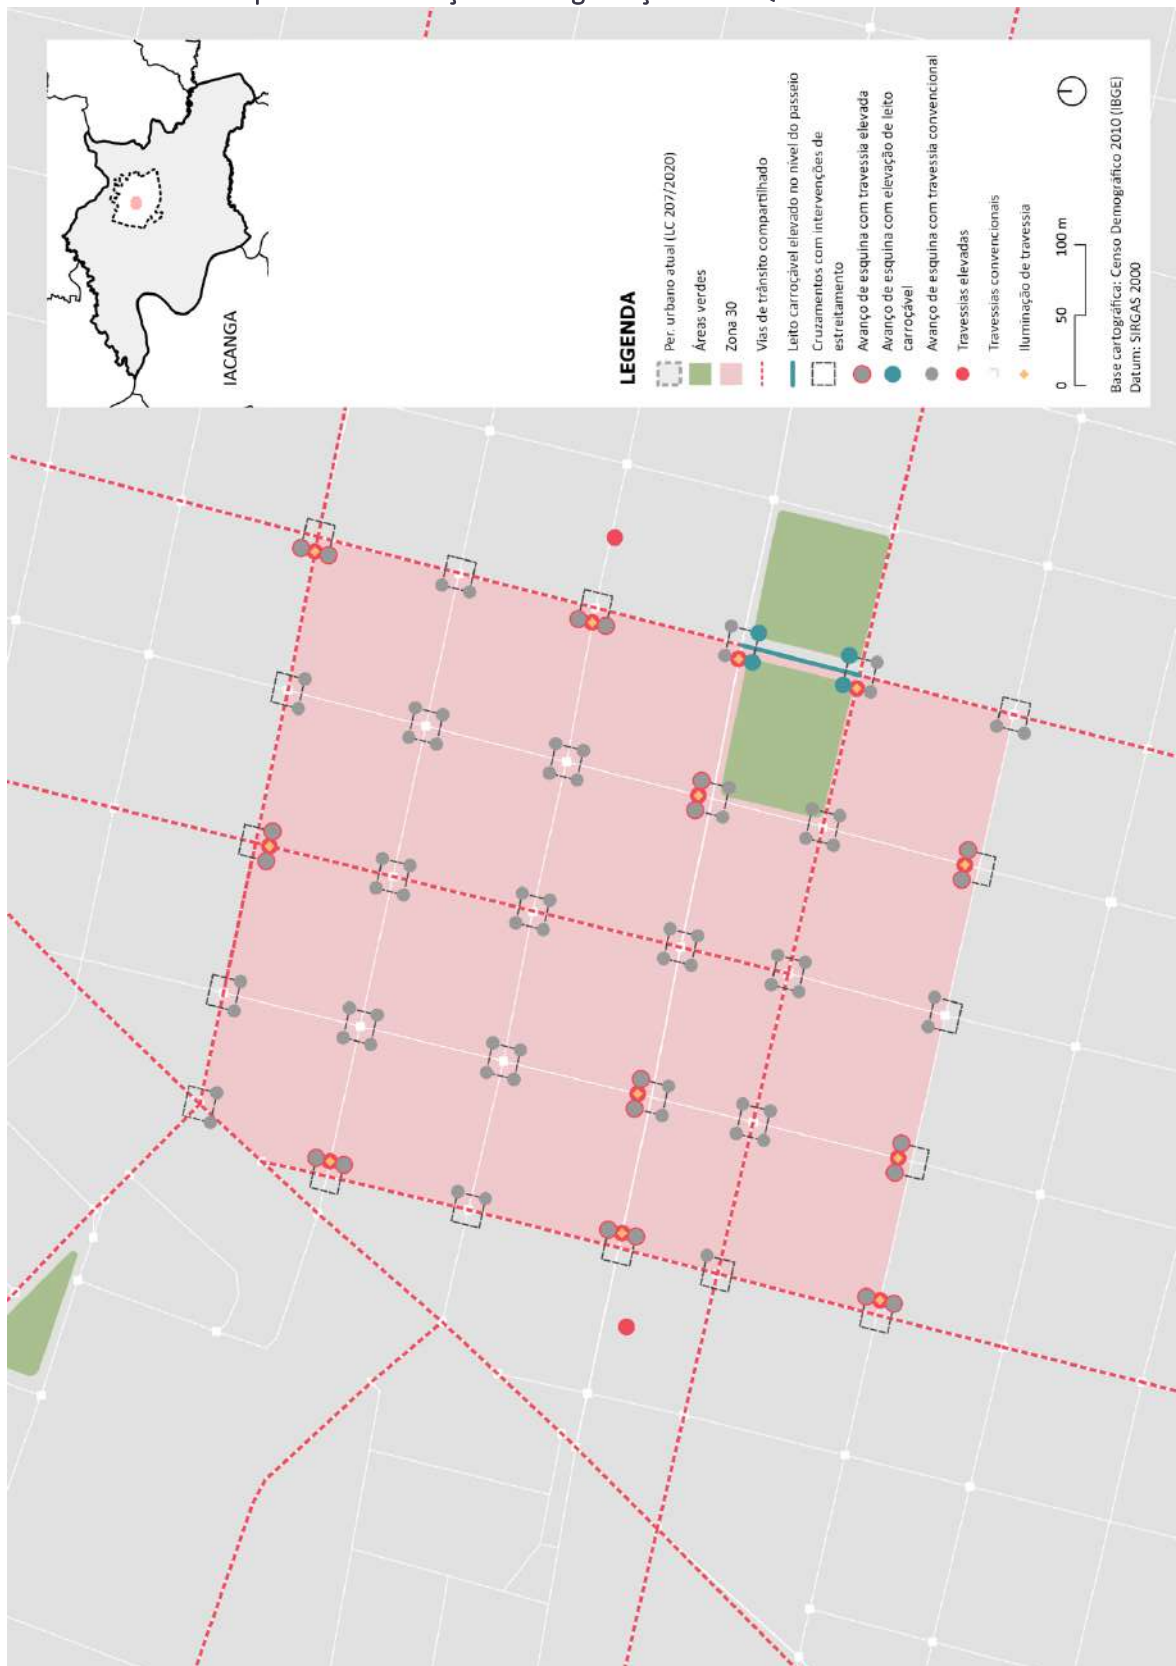 IACANGA
LEGENDA
Per. urbano atual (LC 207/2020)
Áreas verdes
Zona 30
Vias de trânsito compartilhado
Leito carroçável elevado no nível do passeio
Cruzamentos com intervenções de
estreitamento
Avanço de esquina com travessia elevada
Avanço de esquina com elevação de leito
carroçável
Avanço de esquina com travessia convencional
Travessias elevadas
Travessias convencionais
Iluminação de travessia
0 50 100 m
Base cartográfica: Censo Demográfico 2010 (IBGE)
Datum: SIRGAS 2000